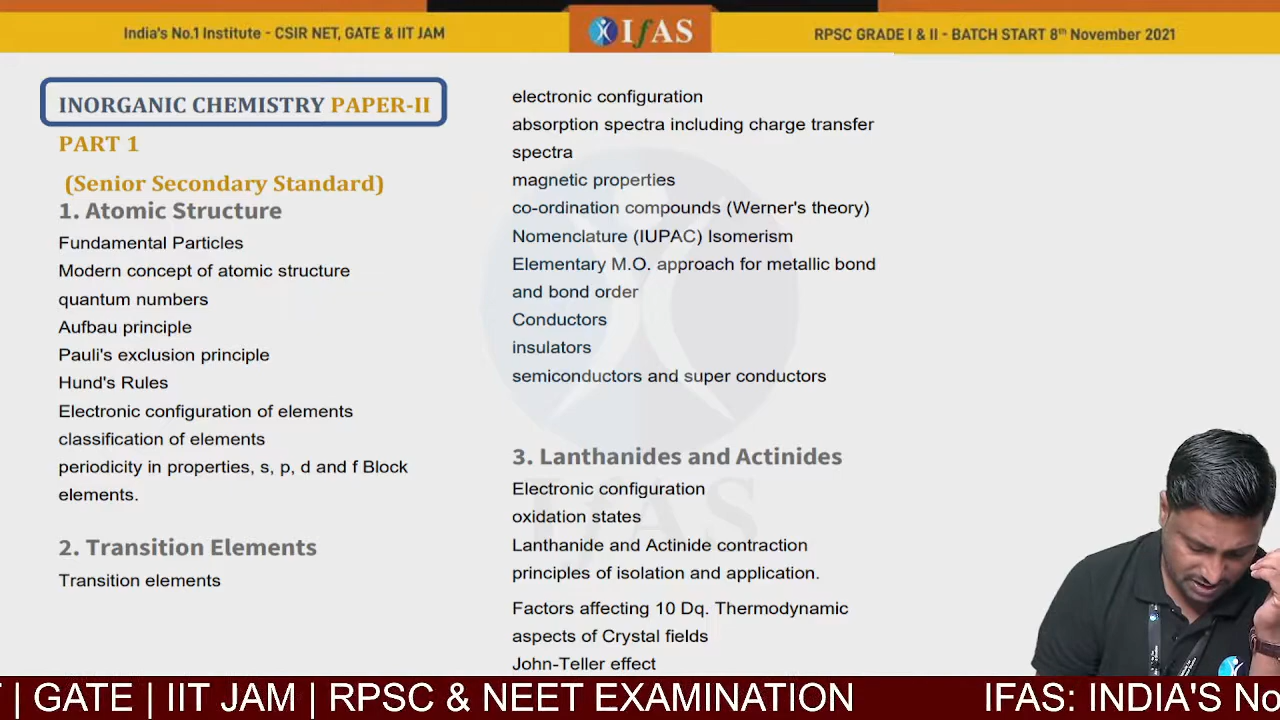 India's No.1 Institute - CSIR NET, GATE & IIT JAM
IfAS
RPSC GRADE I & II - BATCH START 8th November 2021
INORGANIC CHEMISTRY PAPER-II
PART 1
(Senior Secondary Standard)
1. Atomic Structure
Fundamental Particles
Modern concept of atomic structure
quantum numbers
Aufbau principle
Pauli's exclusion principle
Hund's Rules
Electronic configuration of elements
classification of elements
periodicity in properties, s, p, d and f Block
elements.
2. Transition Elements
Transition elements
electronic configuration
absorption spectra including charge transfer
spectra
magnetic properties
co-ordination compounds (Werner's theory)
Nomenclature (IUPAC) Isomerism
Elementary M.O. approach for metallic bond
and bond order
Conductors
insulators
semiconductors and super conductors
3. Lanthanides and Actinides
Electronic configuration
oxidation states
Lanthanide and Actinide contraction
principles of isolation and application.
Factors affecting 10 Dq. Thermodynamic
aspects of Crystal fields
John-Teller effect
IfAS
| GATE | IIT JAM | RPSC & NEET EXAMINATION
IFAS: INDIA'S No